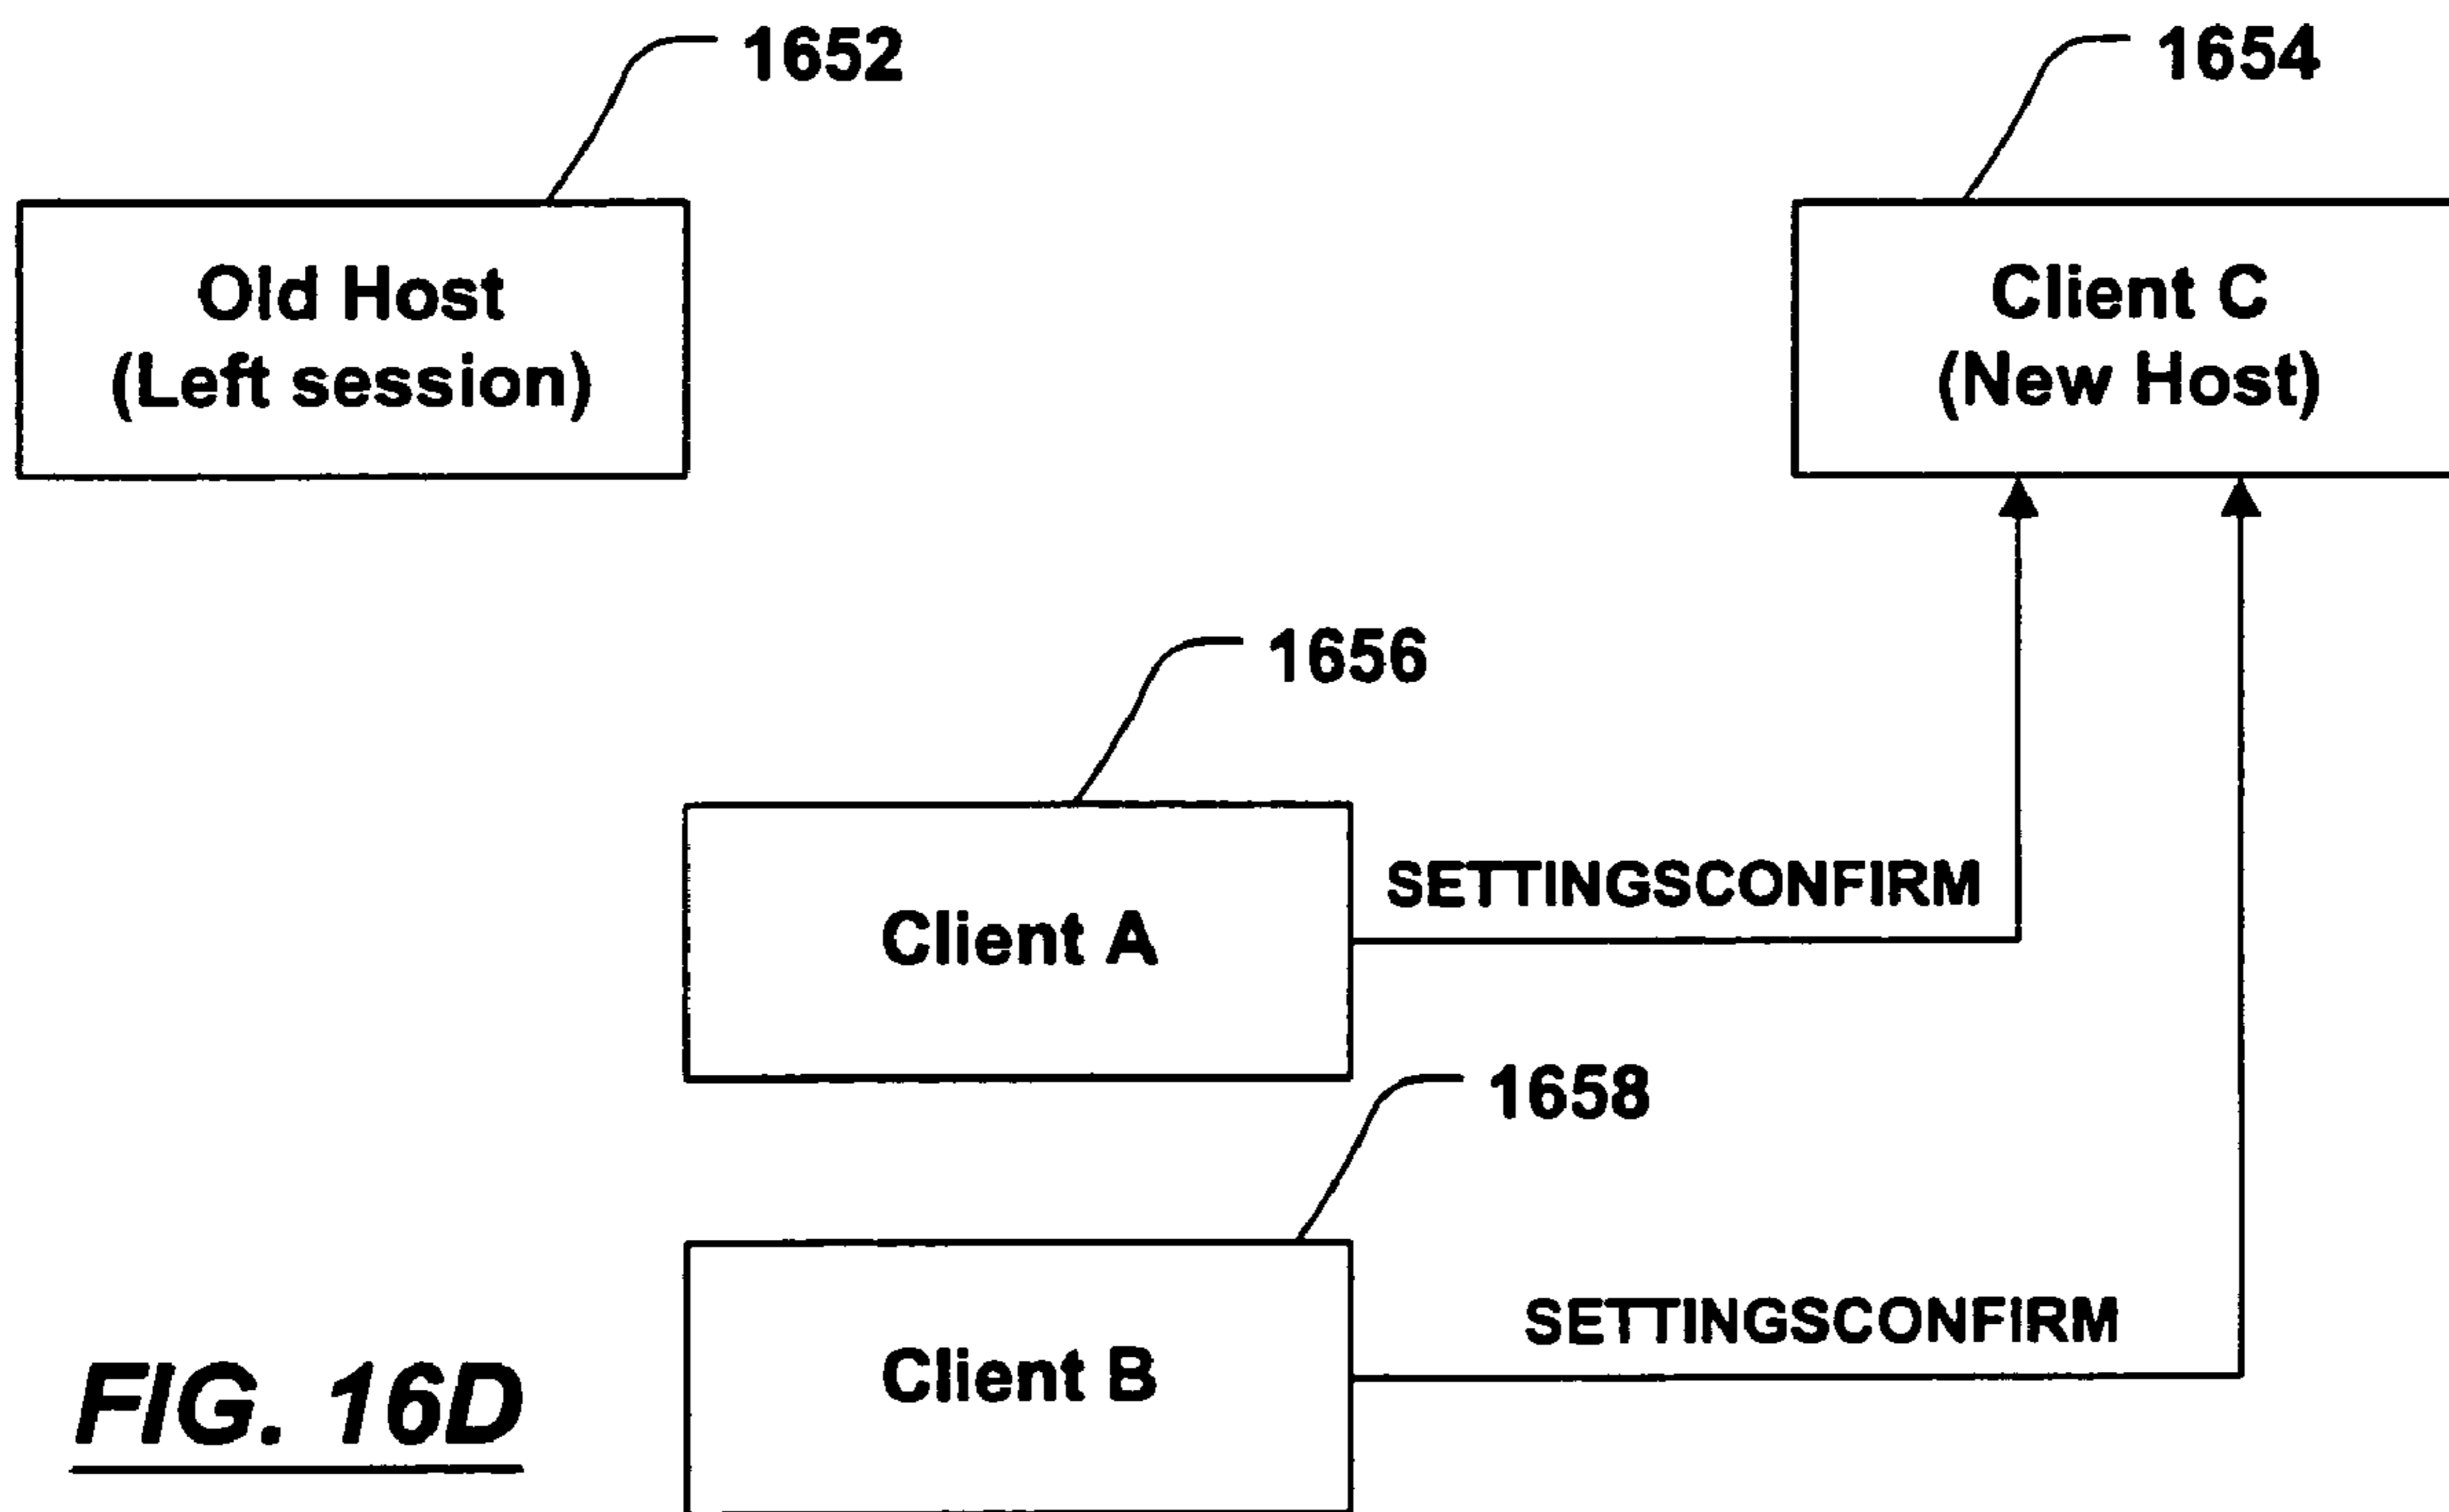 1652
1654
Old Host
(Left session)
Client C
(New Host)
1656
SETTINGSCONFIRM
Client A
1658
SETTINGSCONFIRM
Client B
FIG. 16D